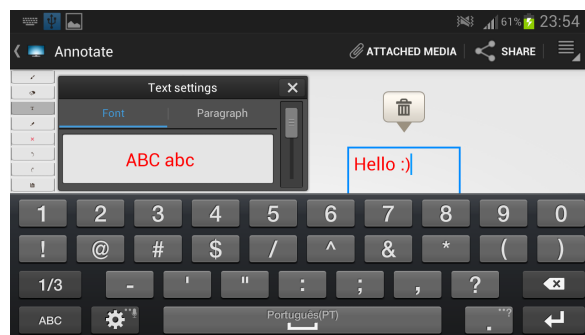 61% 23:54
Annotate ATTACHED MEDIA SHARE
Text settings
Font Paragraph
ABC abc
Hello :)
T
1 2 3 4 5 6 7 8 9 0
! @ # $ / ^ & * ( )
1/3 - ' " : ; , ?
ABC Português(PT) . ...?